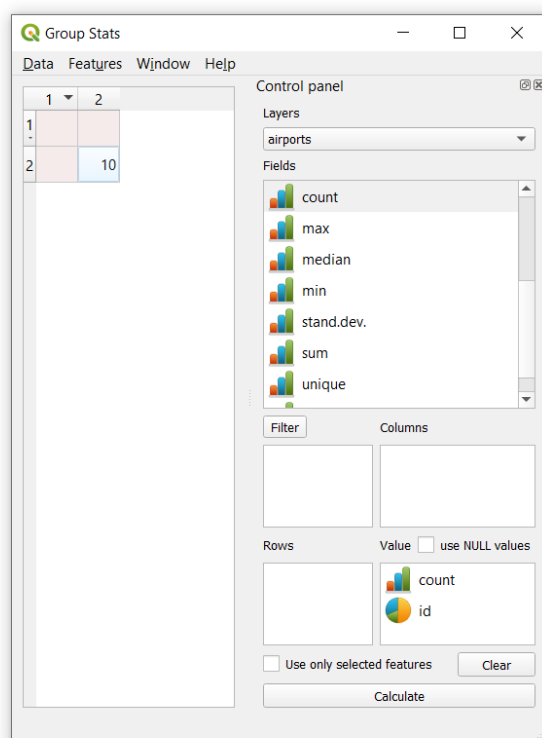 Group Stats
Data Features Window Help
1 2
1
2 10
Control panel
Layers
airports
Fields
count
max
median
min
stand.dev.
sum
unique
Filter Columns
Rows Value use NULL values
count
id
Use only selected features Clear
Calculate